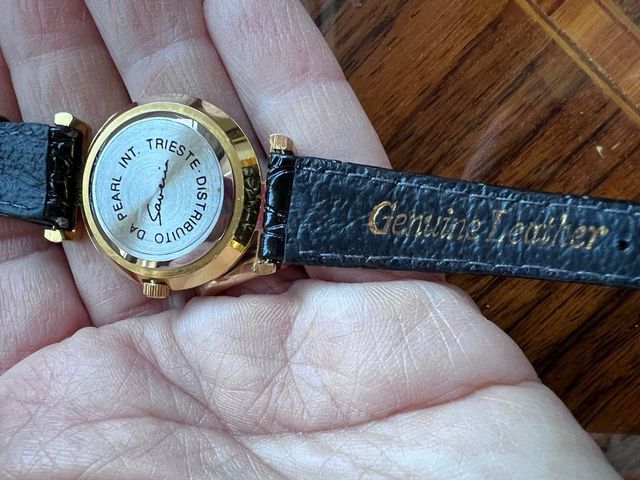 DISTRIBUITO DA PEARL INT. TRIESTE -
Genuine Leather